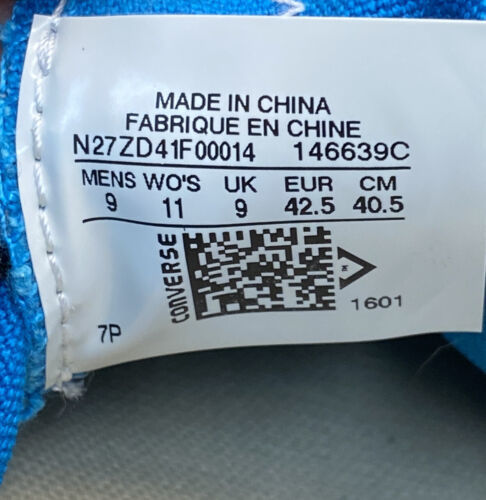 MADE IN CHINA
FABRIQUE EN CHINE
N27ZD41F00014 146639C
MENS WO'S UK EUR CM
9 11 9 42.5 40.5
CONVERSE
1601
7P